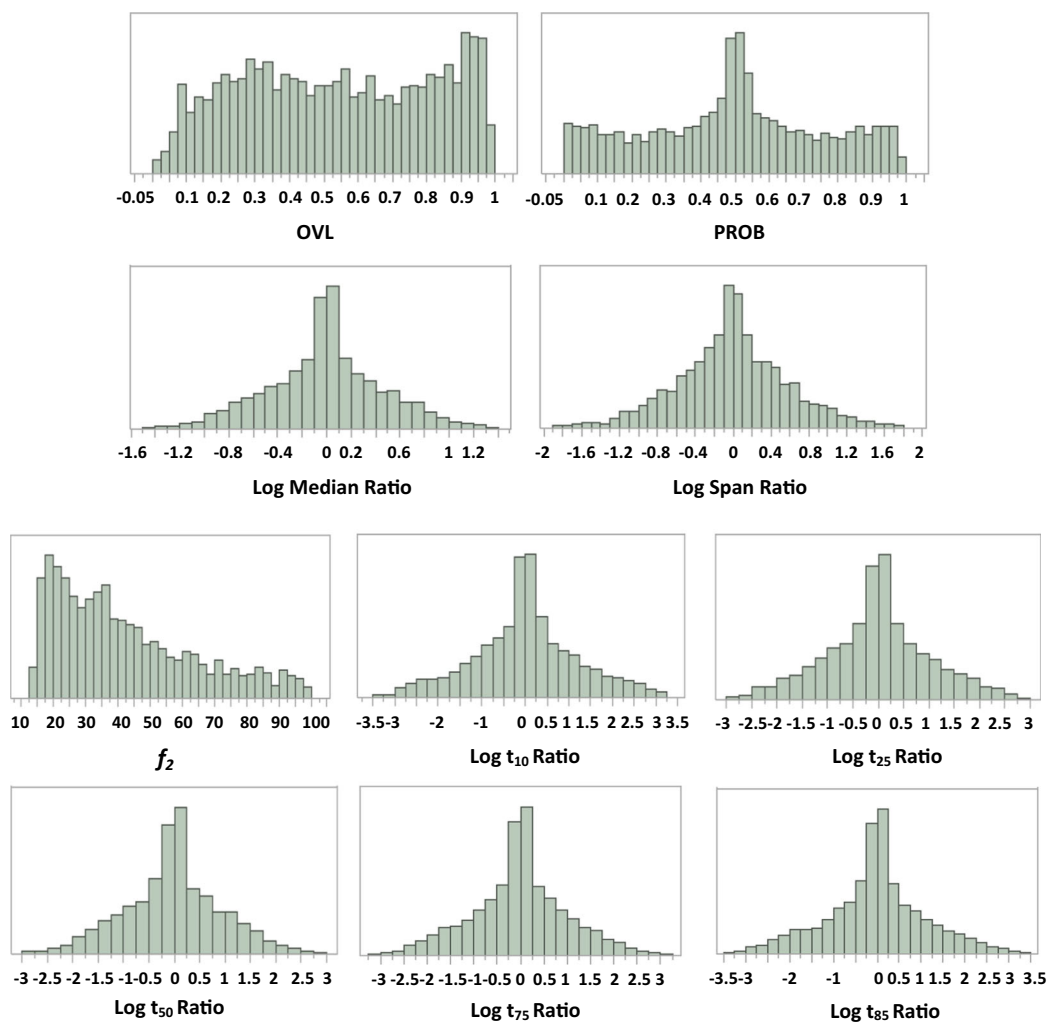 -0.05 0.1 0.2 0.3 0.4 0.5 0.6 0.7 0.8 0.9 1
OVL
-0.05 0.1 0.2 0.3 0.4 0.5 0.6 0.7 0.8 0.9 1
PROB
-1.6 -1.2 -0.8 -0.4 0 0.2 0.6 1 1.2
Log Median Ratio
-2 -1.6 -1.2 -0.8 -0.4 0 0.4 0.8 1.2 1.6 2
Log Span Ratio
10 20 30 40 50 60 70 80 90 100
f2
-3.5-3 -2 -1 0 0.5 1 1.5 2 2.5 3 3.5
Log t10 Ratio
-3 -2.5-2 -1.5 -1-0.5 0 0.5 1 1.5 2 2.5 3
Log t25 Ratio
-3 -2.5-2 -1.5-1-0.5 0 0.5 1 1.5 2 2.5 3
Log t50 Ratio
-3 -2.5-2 -1.5-1-0.5 0 0.5 1 1.5 2 2.5 3
Log t75 Ratio
-3.5-3 -2 -1 0 0.5 1 1.5 2 2.5 3 3.5
Log t85 Ratio